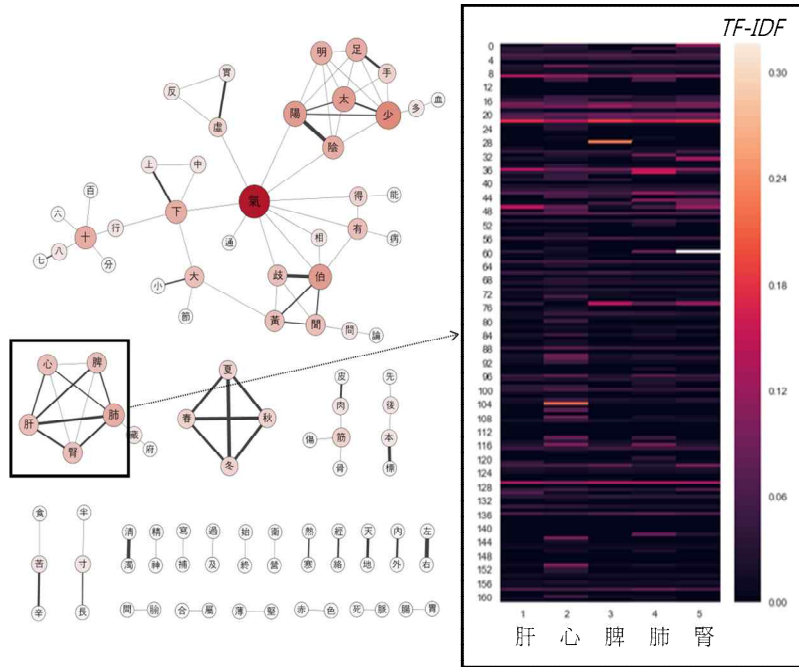 TF-IDF
明 足 手
太
陽 少 多 血
陰
實
反
虛
上 中
下
百
六
十
行
七 八
分
氣
通
得 能
有 病
相
歧 伯
黃 聞
問 論
大
小
節
心 脾
肝 肺
腎
藏
府
夏
春 秋
冬
皮
肉
傷 筋
骨
先
後
本
標
食
苦
辛
半
寸
長
清 精 寫 過 始 衛 熱 經 天 內 左
濁 神 補 及 終 營 寒 絡 地 外 右
間 合 屬 薄 堅 赤 色 死 脈 腸 胃
0
4
8
12
16
20
24
28
32
36
40
44
48
52
56
60
64
68
72
76
80
84
88
92
96
100
104
108
112
116
120
124
128
132
136
140
144
148
152
156
160
1 2 3 4 5
肝 心 脾 肺 腎
0.30
0.24
0.18
0.12
0.06
0.00